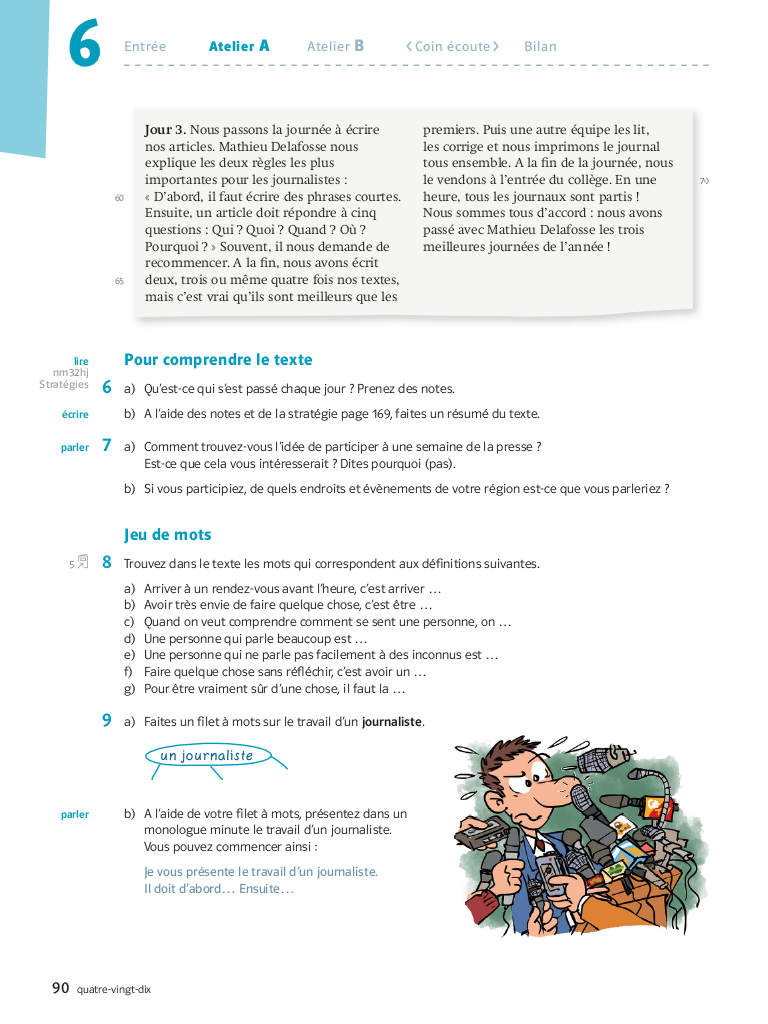 6
Entrée Atelier A Atelier B ‹ Coin écoute › Bilan
Jour 3. Nous passons la journée à écrire
nos articles. Mathieu Delafosse nous
explique les deux règles les plus
importantes pour les journalistes :
60
« D'abord, il faut écrire des phrases courtes.
Ensuite, un article doit répondre à cinq
questions : Qui ? Quoi ? Quand ? Où ?
Pourquoi ? » Souvent, il nous demande de
recommencer. A la fin, nous avons écrit
65
deux, trois ou même quatre fois nos textes,
mais c'est vrai qu'ils sont meilleurs que les
premiers. Puis une autre équipe les lit,
les corrige et nous imprimons le journal
tous ensemble. A la fin de la journée, nous
le vendons à l'entrée du collège. En une
70
heure, tous les journaux sont partis !
Nous sommes tous d'accord : nous avons
passé avec Mathieu Delafosse les trois
meilleures journées de l'année !
Pour comprendre le texte
lire
nm32hj
Stratégies
6 a) Qu'est-ce qui s'est passé chaque jour ? Prenez des notes.
écrire
b) A l'aide des notes et de la stratégie page 169, faites un résumé du texte.
parler
7 a) Comment trouvez-vous l'idée de participer à une semaine de la presse ?
Est-ce que cela vous intéresserait ? Dites pourquoi (pas).
b) Si vous participiez, de quels endroits et évènements de votre région est-ce que vous parleriez ?
Jeu de mots
5
8 Trouvez dans le texte les mots qui correspondent aux définitions suivantes.
a) Arriver à un rendez-vous avant l'heure, c'est arriver …
b) Avoir très envie de faire quelque chose, c'est être …
c) Quand on veut comprendre comment se sent une personne, on …
d) Une personne qui parle beaucoup est …
e) Une personne qui ne parle pas facilement à des inconnus est …
f) Faire quelque chose sans réfléchir, c'est avoir un …
g) Pour être vraiment sûr d'une chose, il faut la …
9 a) Faites un filet à mots sur le travail d'un journaliste.
un journaliste
parler
b) A l'aide de votre filet à mots, présentez dans un
monologue minute le travail d'un journaliste.
Vous pouvez commencer ainsi :
Je vous présente le travail d'un journaliste.
Il doit d'abord … Ensuite …
90 quatre-vingt-dix